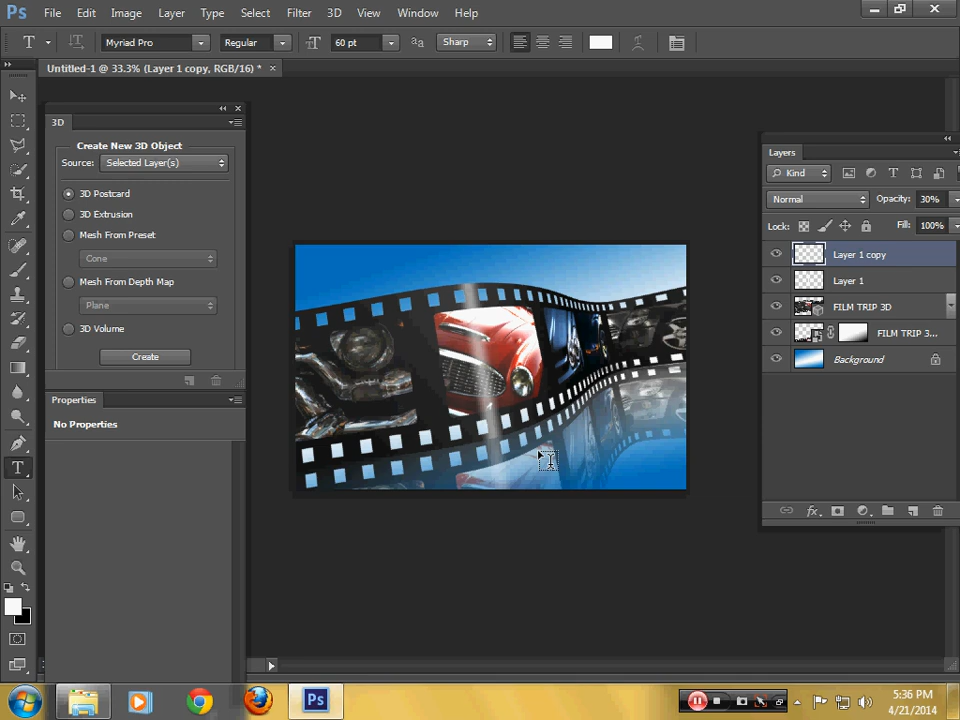 Ps File Edit Image Layer Type Select Filter 3D View Window Help
T Myriad Pro Regular 60 pt aa Sharp
Untitled-1 @ 33.3% (Layer 1 copy, RGB/16) * ×
3D
Create New 3D Object
Source: Selected Layer(s)
3D Postcard
3D Extrusion
Mesh From Preset
Cone
Mesh From Depth Map
Plane
3D Volume
Create
Properties
No Properties
Layers
Kind
Normal Opacity: 30%
Lock: Fill: 100%
Layer 1 copy
Layer 1
FILM TRIP 3D
FILM TRIP 3...
Background
fx
Ps
5:36 PM
4/21/2014